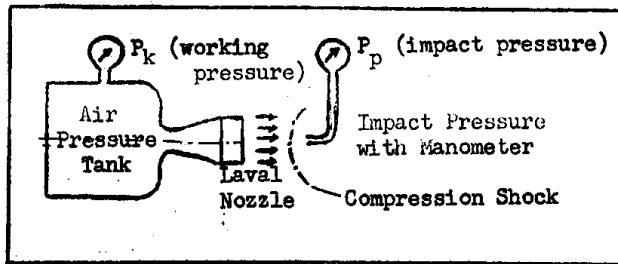 P_k (working
pressure)
P_p (impact pressure)
Air
Pressure
Tank
Impact Pressure
with Manometer
Laval
Nozzle
Compression Shock